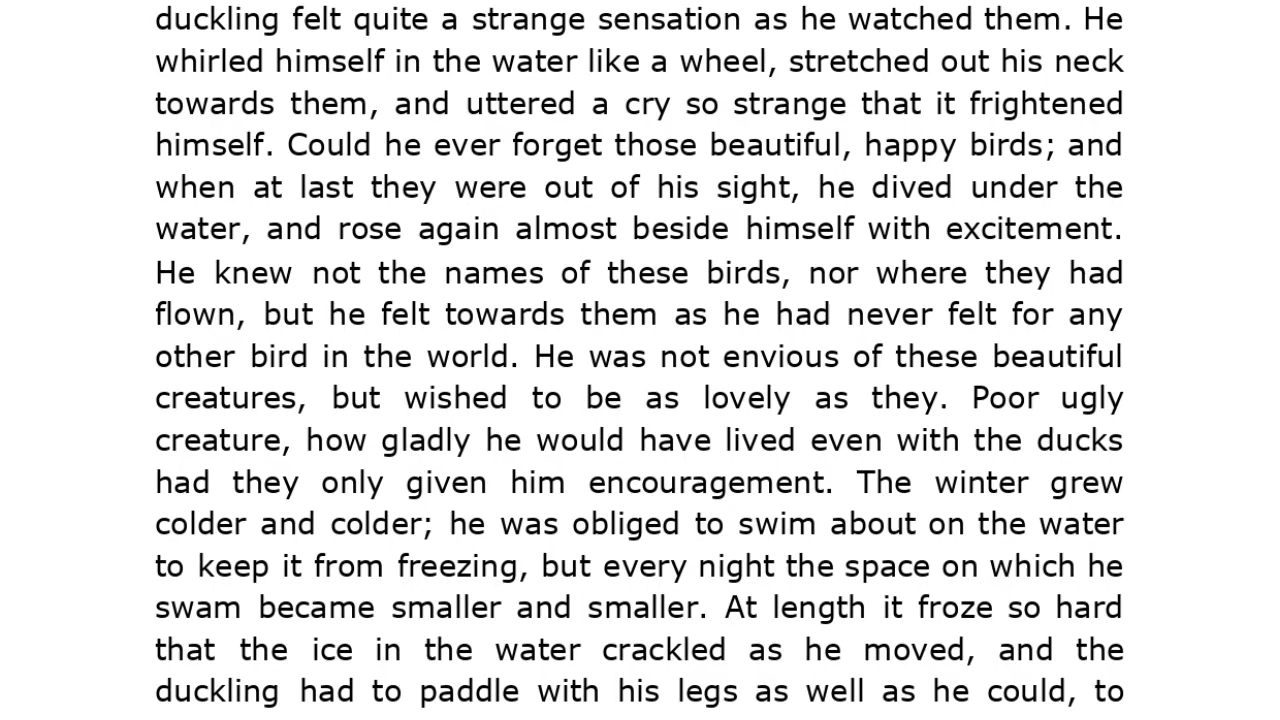 duckling felt quite a strange sensation as he watched them. He
whirled himself in the water like a wheel, stretched out his neck
towards them, and uttered a cry so strange that it frightened
himself. Could he ever forget those beautiful, happy birds; and
when at last they were out of his sight, he dived under the
water, and rose again almost beside himself with excitement.
He knew not the names of these birds, nor where they had
flown, but he felt towards them as he had never felt for any
other bird in the world. He was not envious of these beautiful
creatures, but wished to be as lovely as they. Poor ugly
creature, how gladly he would have lived even with the ducks
had they only given him encouragement. The winter grew
colder and colder; he was obliged to swim about on the water
to keep it from freezing, but every night the space on which he
swam became smaller and smaller. At length it froze so hard
that the ice in the water crackled as he moved, and the
duckling had to paddle with his legs as well as he could, to